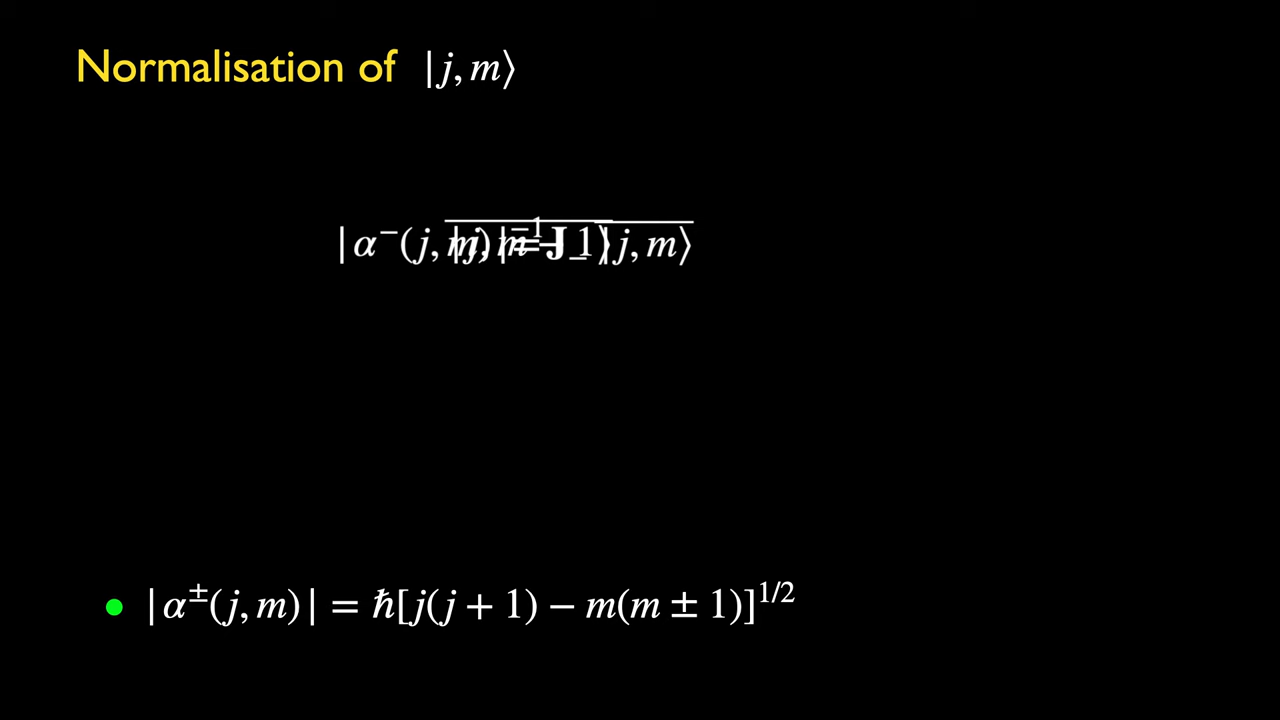 Normalisation of |j, m⟩
|α⁻(j, m)|⁻¹ J₋ |j, m⟩
• |α^±(j, m)| = ℏ[j(j + 1) − m(m ± 1)]^{1/2}